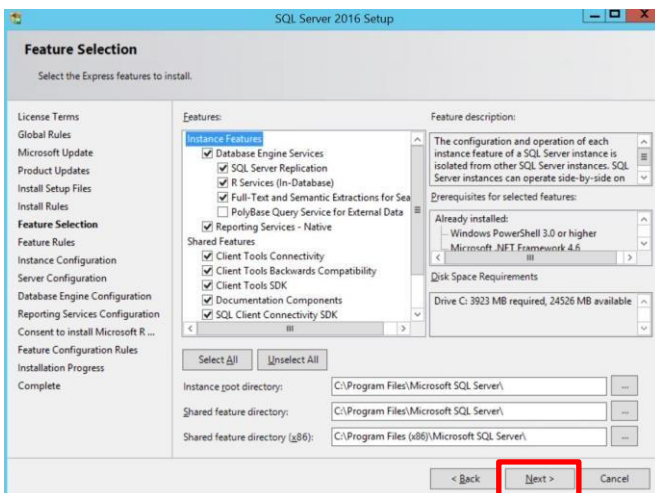 SQL Server 2016 Setup
Feature Selection
Select the Express features to install.
License Terms
Global Rules
Microsoft Update
Product Updates
Install Setup Files
Install Rules
Feature Selection
Feature Rules
Instance Configuration
Server Configuration
Database Engine Configuration
Reporting Services Configuration
Consent to install Microsoft R ...
Feature Configuration Rules
Installation Progress
Complete
Features:
Instance Features
Database Engine Services
SQL Server Replication
R Services (In-Database)
Full-Text and Semantic Extractions for Sea
PolyBase Query Service for External Data
Reporting Services - Native
Shared Features
Client Tools Connectivity
Client Tools Backwards Compatibility
Client Tools SDK
Documentation Components
SQL Client Connectivity SDK
Feature description:
The configuration and operation of each
instance feature of a SQL Server instance is
isolated from other SQL Server instances. SQL
Server instances can operate side-by-side on
Prerequisites for selected features:
Already installed:
Windows PowerShell 3.0 or higher
Microsoft .NET Framework 4.6
Disk Space Requirements
Drive C: 3923 MB required, 24526 MB available
Select All
Unselect All
Instance root directory:
C:\Program Files\Microsoft SQL Server\
...
Shared feature directory:
C:\Program Files\Microsoft SQL Server\
...
Shared feature directory (x86):
C:\Program Files (x86)\Microsoft SQL Server\
...
< Back
Next >
Cancel